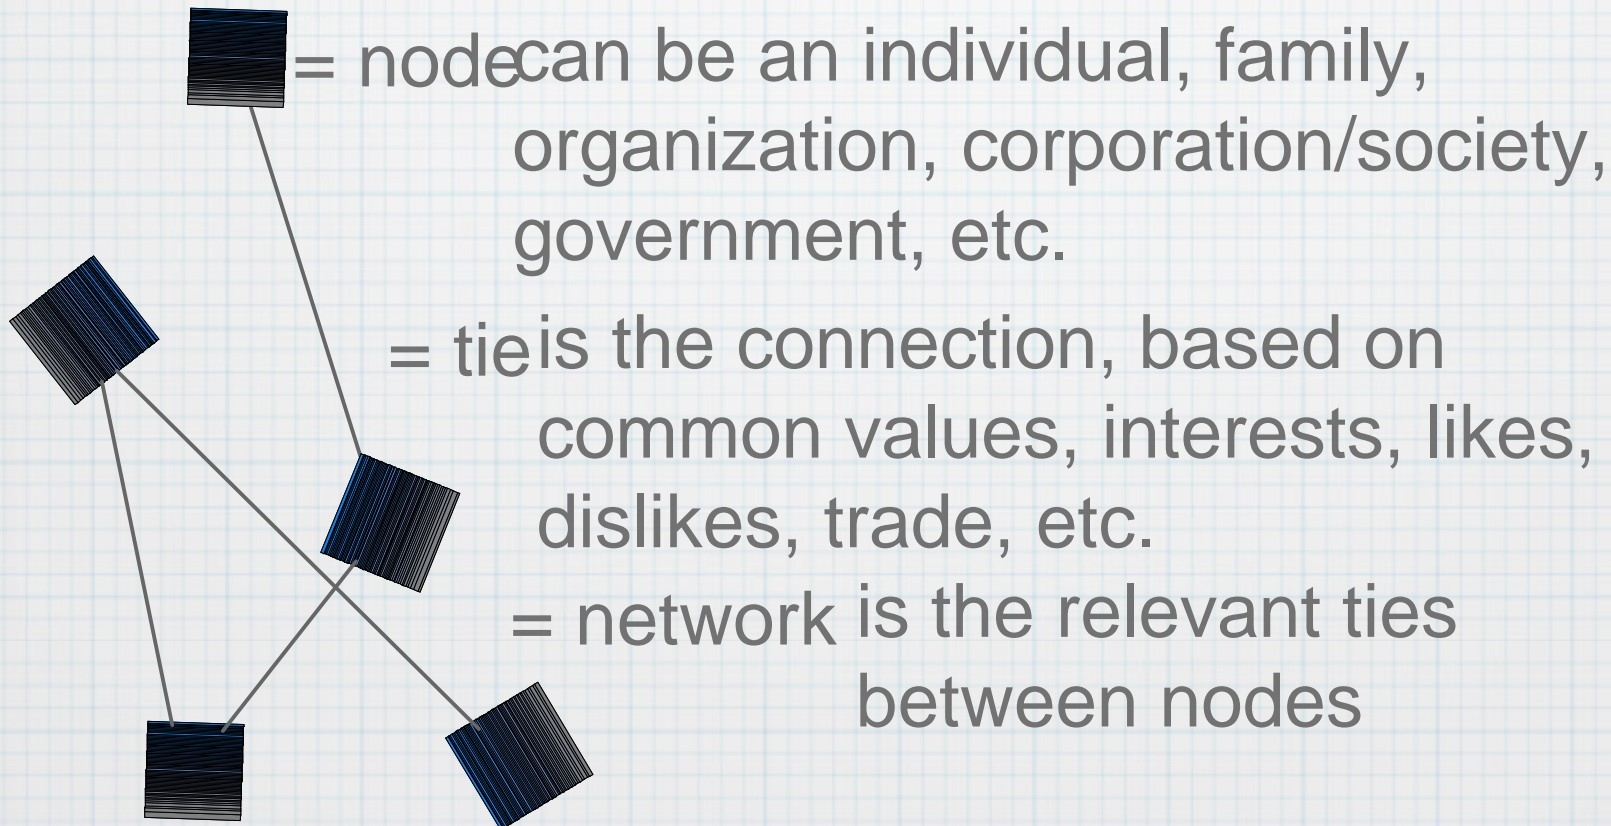 = node can be an individual, family,
organization, corporation/society,
government, etc.
= tie is the connection, based on
common values, interests, likes,
dislikes, trade, etc.
= network is the relevant ties
between nodes